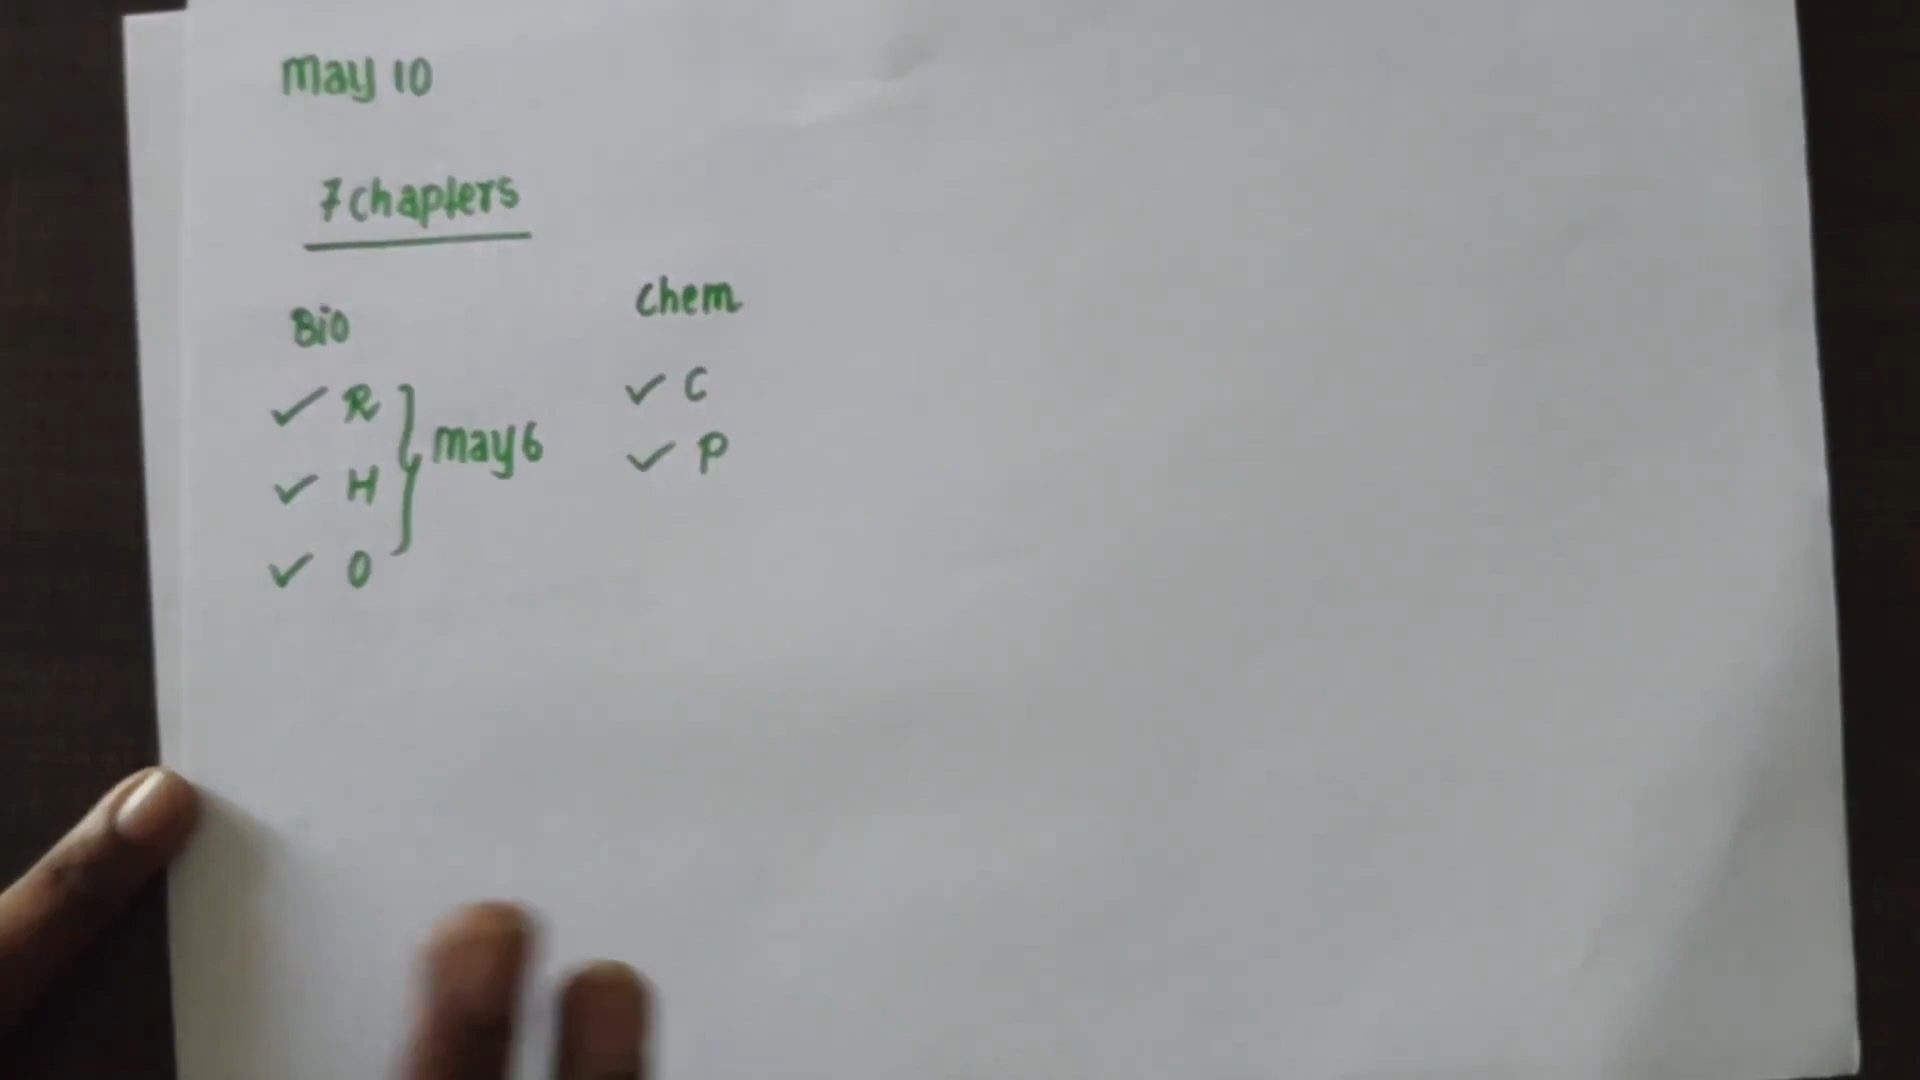 May 10
7 chapters
Bio
✓ R
✓ H
✓ O
} May 6
Chem
✓ C
✓ P